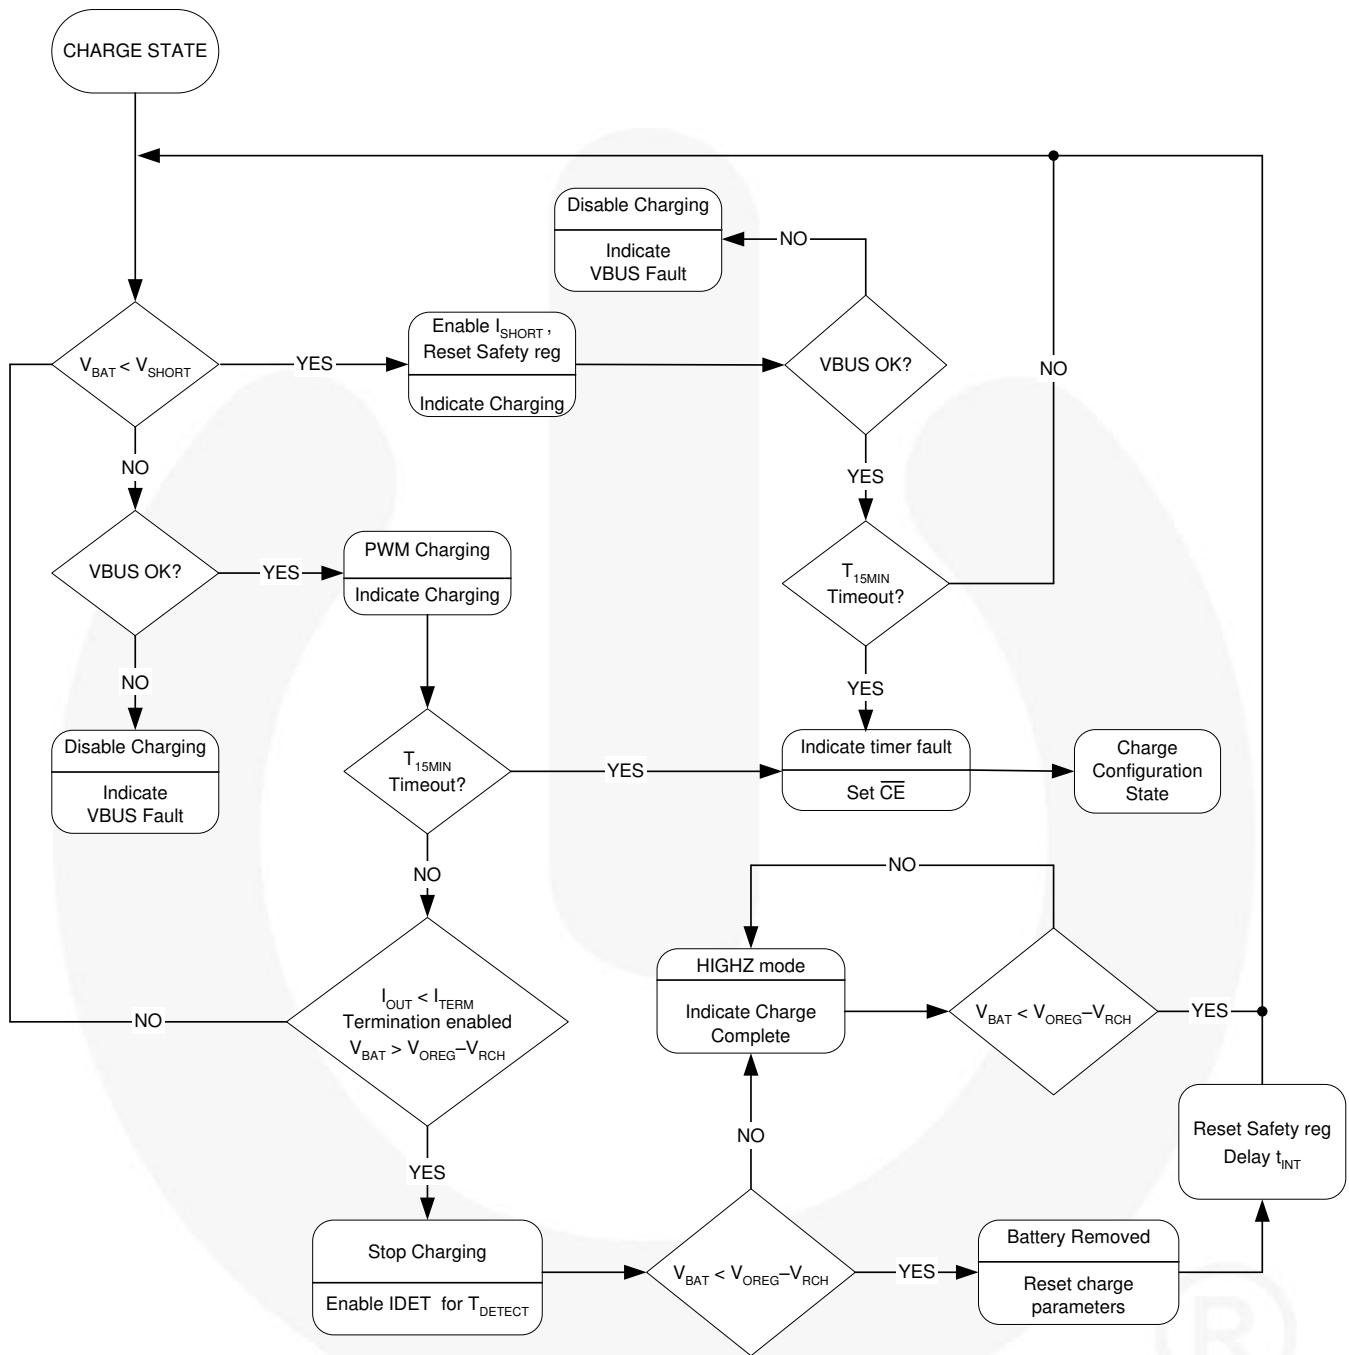 CHARGE STATE
Disable Charging
Indicate
VBUS Fault
NO
V_BAT < V_SHORT
YES
Enable I_SHORT ,
Reset Safety reg
Indicate Charging
VBUS OK?
NO
NO
YES
VBUS OK?
YES
PWM Charging
Indicate Charging
T_15MIN
Timeout?
NO
YES
Disable Charging
Indicate
VBUS Fault
T_15MIN
Timeout?
YES
Indicate timer fault
Set C̅E̅
Charge
Configuration
State
NO
NO
I_OUT < I_TERM
Termination enabled
V_BAT > V_OREG–V_RCH
NO
HIGHZ mode
Indicate Charge
Complete
V_BAT < V_OREG–V_RCH
YES
Reset Safety reg
Delay t_INT
YES
NO
Stop Charging
Enable IDET for T_DETECT
V_BAT < V_OREG–V_RCH
YES
Battery Removed
Reset charge
parameters
®